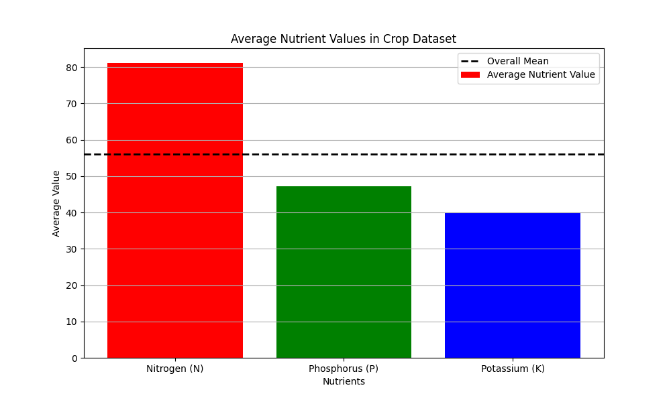 Average Nutrient Values in Crop Dataset
Overall Mean
Average Nutrient Value
80
70
60
50
40
30
20
10
0
Average Value
Nitrogen (N)
Phosphorus (P)
Potassium (K)
Nutrients